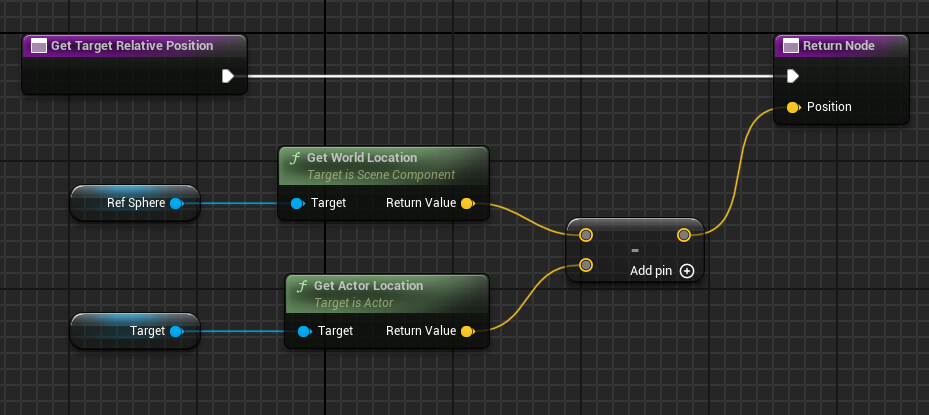 Get Target Relative Position
Return Node
Position
Get World Location
Target is Scene Component
Ref Sphere
Target
Return Value
-
Add pin
Get Actor Location
Target is Actor
Target
Target
Return Value